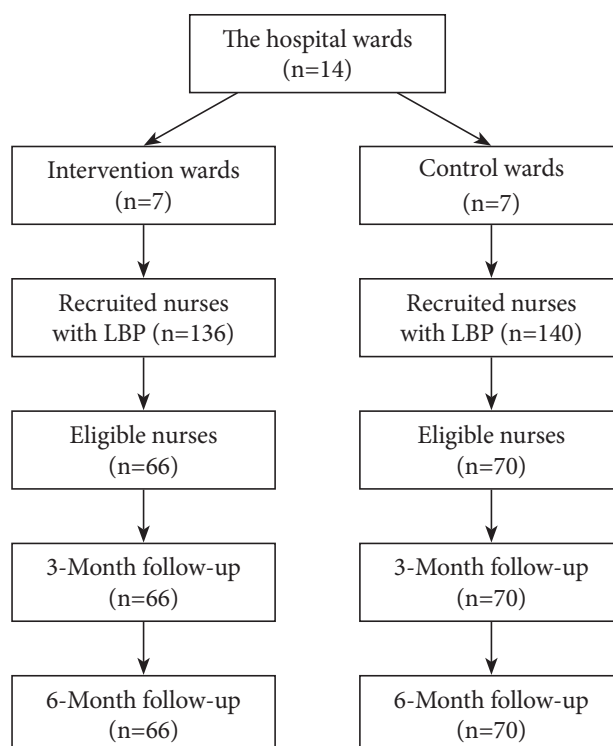 The hospital wards
(n=14)
Intervention wards
(n=7)
Control wards
(n=7)
Recruited nurses
with LBP (n=136)
Recruited nurses
with LBP (n=140)
Eligible nurses
(n=66)
Eligible nurses
(n=70)
3-Month follow-up
(n=66)
3-Month follow-up
(n=70)
6-Month follow-up
(n=66)
6-Month follow-up
(n=70)